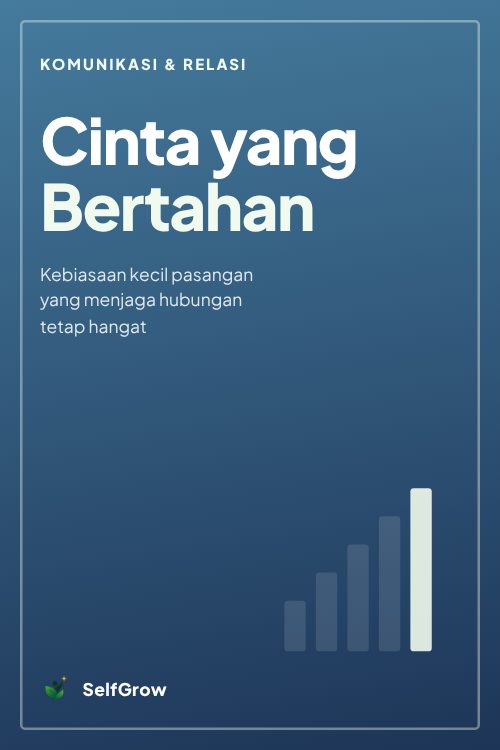 KOMUNIKASI & RELASI
Cinta yang
Bertahan
Kebiasaan kecil pasangan
yang menjaga hubungan
tetap hangat
SelfGrow